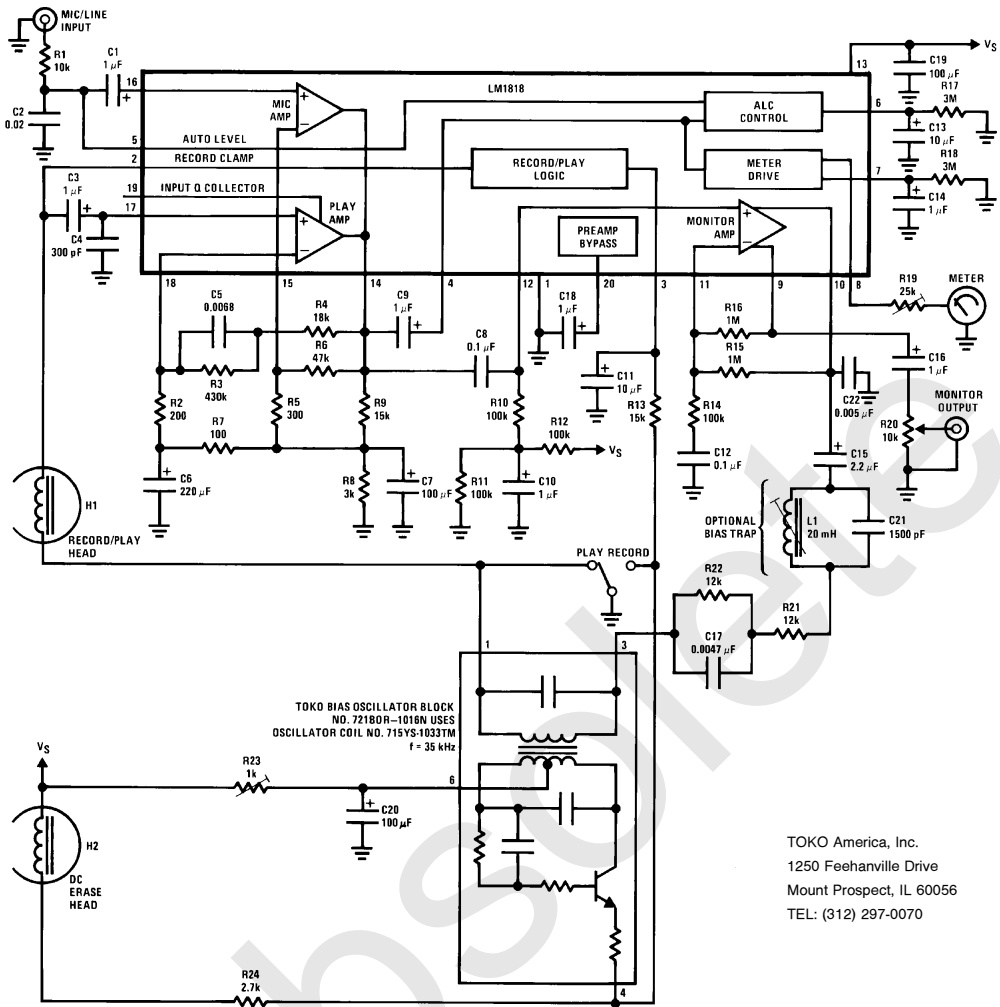 MIC/LINE
INPUT
R1
10k
C1
1 μF
+
16
C2
0.02
LM1818
MIC
AMP
+
−
5
AUTO LEVEL
2
RECORD CLAMP
C3
1 μF
+
19
INPUT Q COLLECTOR
17
PLAY
AMP
+
−
C4
300 pF
RECORD/PLAY
LOGIC
PREAMP
BYPASS
MONITOR
AMP
+
−
ALC
CONTROL
METER
DRIVE
13
VS
C19
100 μF
6
R17
3M
+
C13
10 μF
7
R18
3M
+
C14
1 μF
18
15
14
4
12
1
20
3
11
9
10
8
R19
25k
METER
C5
0.0068
R4
18k
C9
1 μF
+
C18
1 μF
+
R6
47k
C8
0.1 μF
R3
430k
R2
200
R7
100
R5
300
R9
15k
R10
100k
R12
100k
VS
+
C11
10 μF
R13
15k
R16
1M
R15
1M
R14
100k
C22
0.005 μF
+
C16
1 μF
MONITOR
OUTPUT
R20
10k
+
C6
220 μF
R8
3k
+
C7
100 μF
R11
100k
+
C10
1 μF
C12
0.1 μF
+
C15
2.2 μF
H1
RECORD/PLAY
HEAD
OPTIONAL
BIAS TRAP
L1
20 mH
C21
1500 pF
PLAY RECORD
R22
12k
R21
12k
C17
0.0047 μF
1
3
TOKO BIAS OSCILLATOR BLOCK
NO. 721BOR–1016N USES
OSCILLATOR COIL NO. 715YS-1033TM
f = 35 kHz
VS
R23
1k
6
+
C20
100 μF
H2
DC
ERASE
HEAD
R24
2.7k
4
TOKO America, Inc.
1250 Feehanville Drive
Mount Prospect, IL 60056
TEL: (312) 297-0070
obsolete